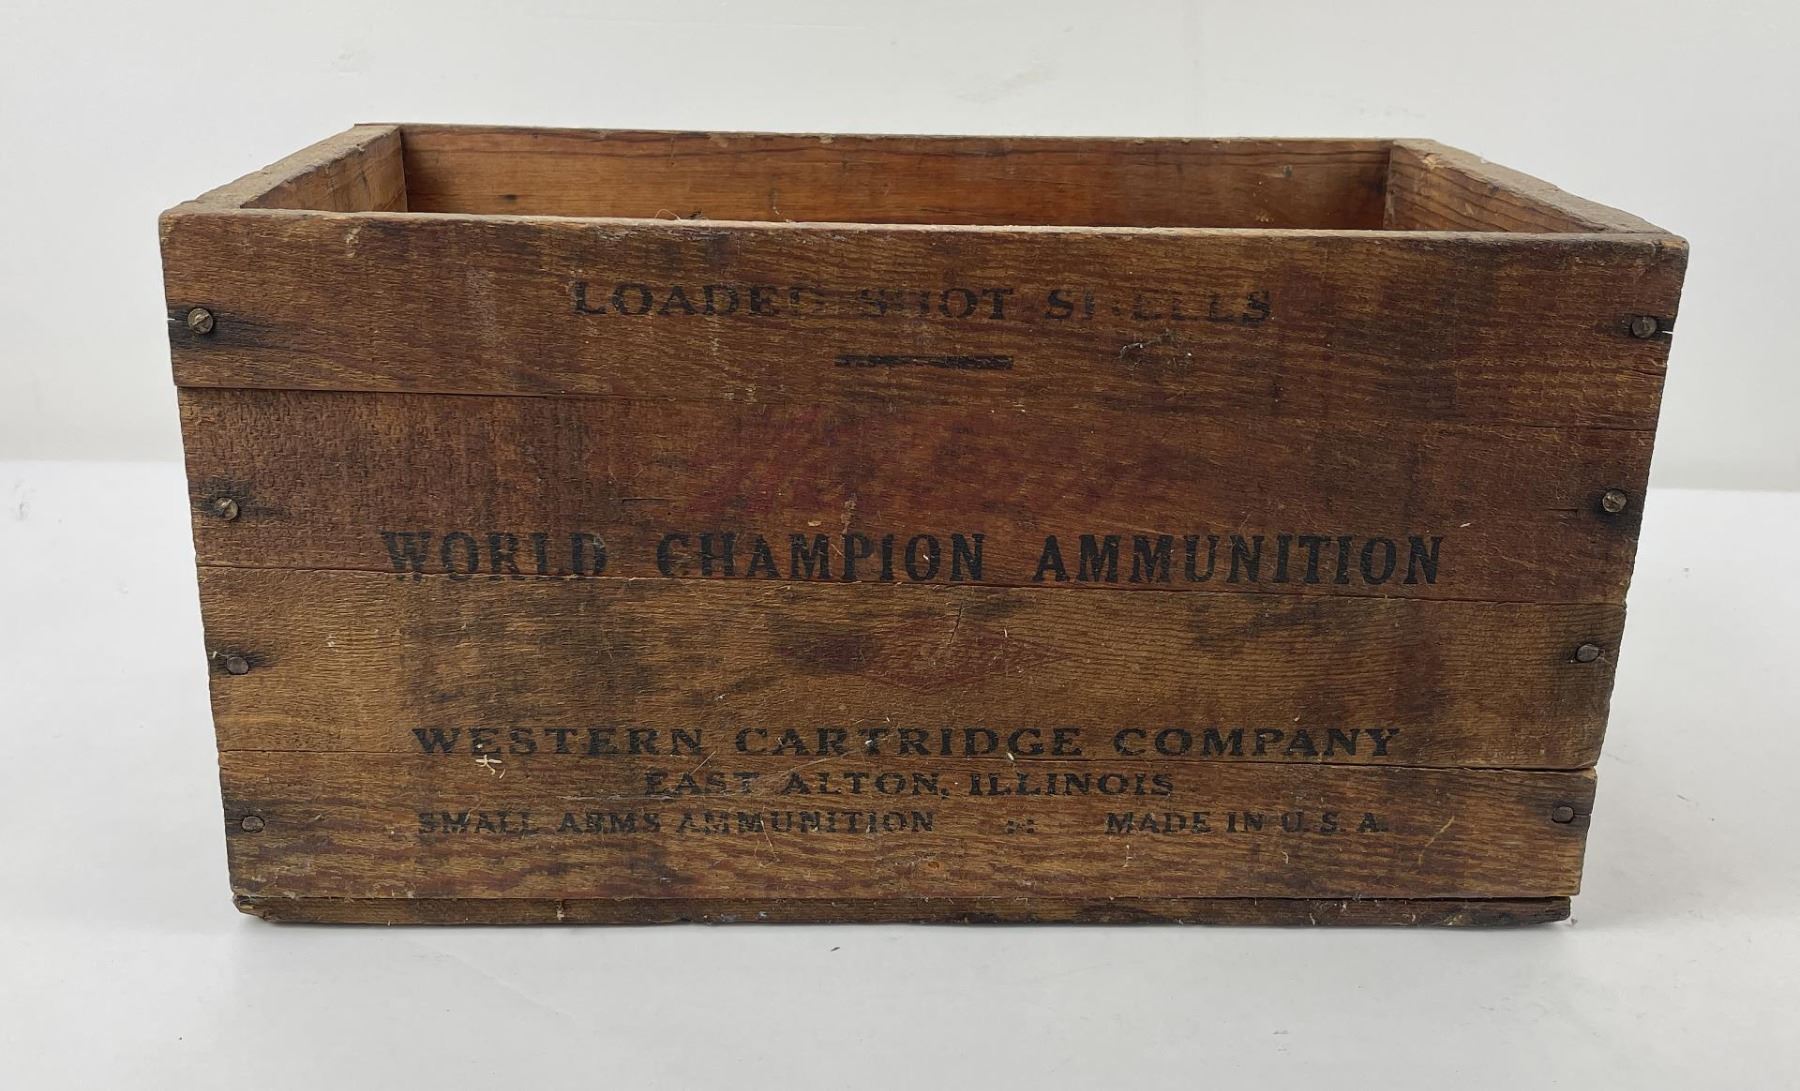 LOADED SHOT SHELLS
WORLD CHAMPION AMMUNITION
WESTERN CARTRIDGE COMPANY
EAST ALTON, ILLINOIS
SMALL ARMS AMMUNITION :-: MADE IN U.S.A.